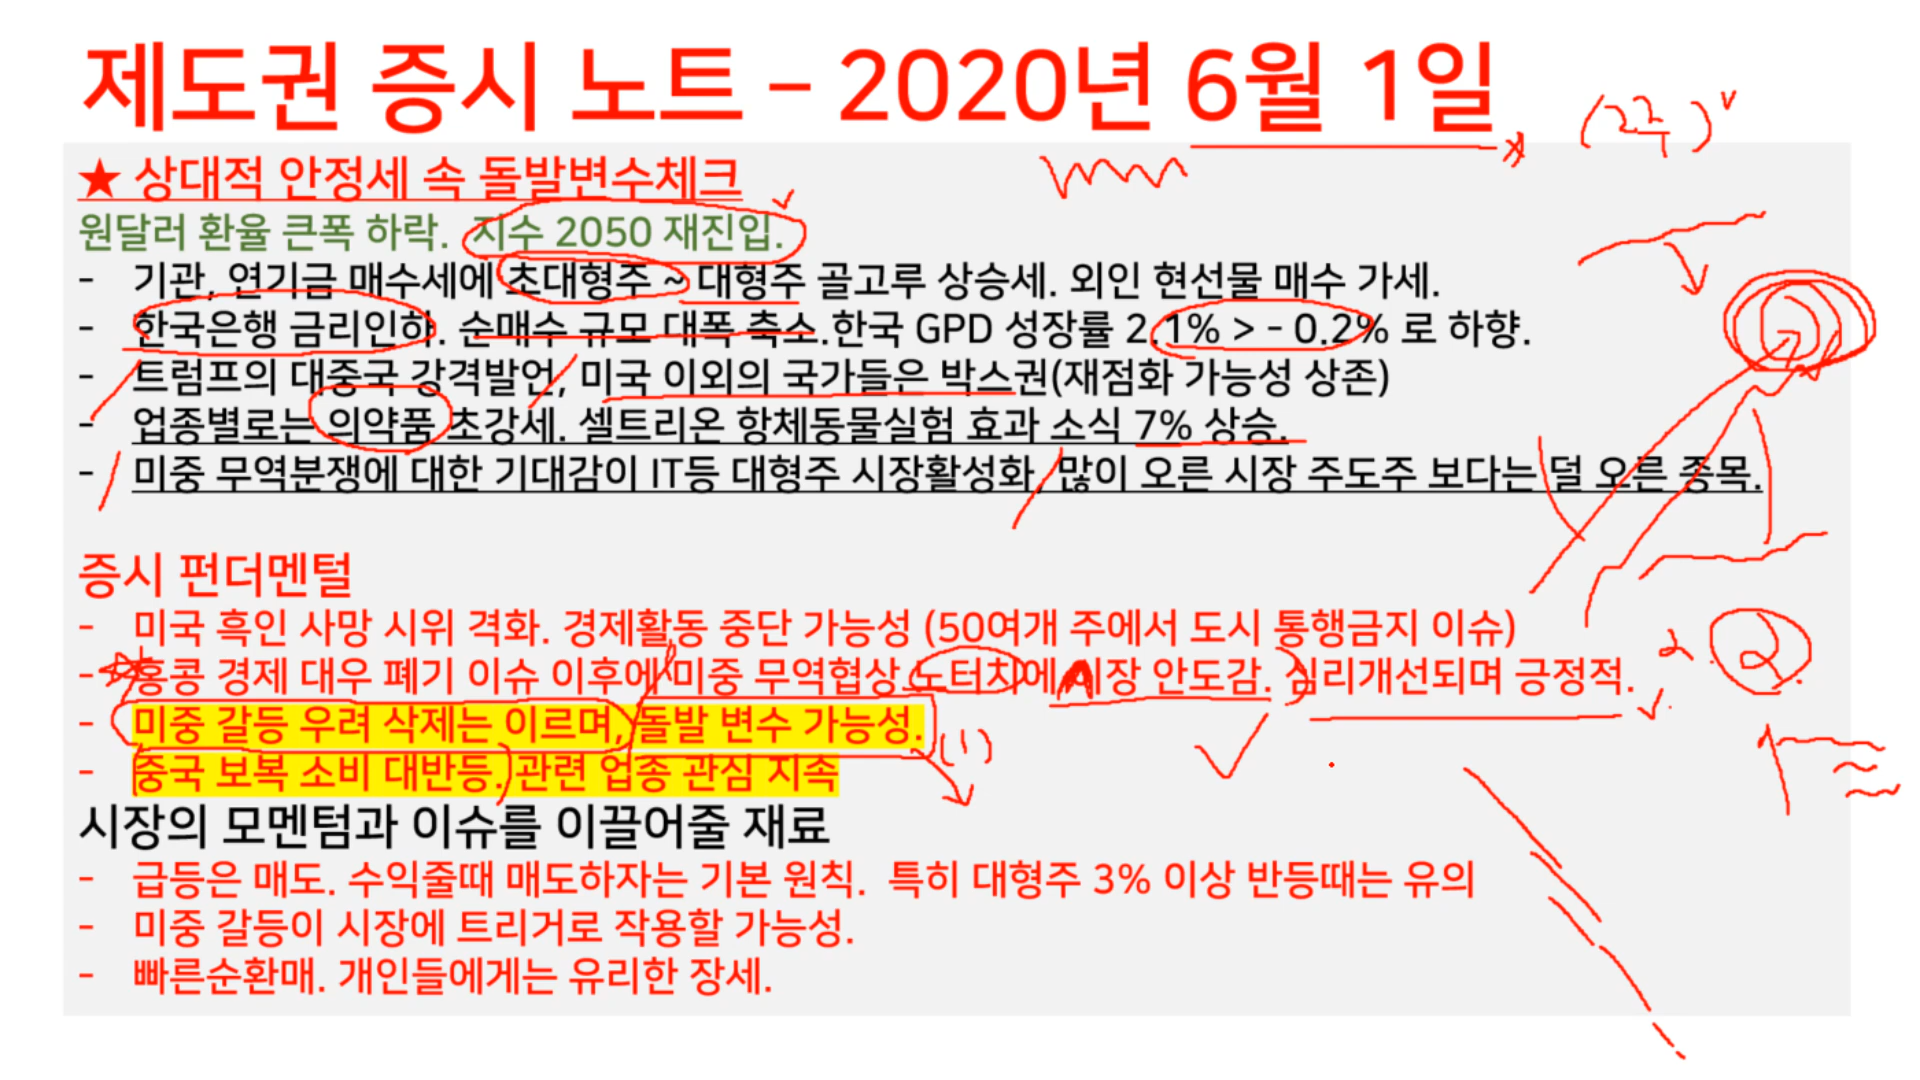 제도권 증시 노트 – 2020년 6월 1일
★ 상대적 안정세 속 돌발변수체크
원달러 환율 큰폭 하락. 지수 2050 재진입.
- 기관, 연기금 매수세에 초대형주 ~ 대형주 골고루 상승세. 외인 현선물 매수 가세.
- 한국은행 금리인하. 순매수 규모 대폭 축소.한국 GPD 성장률 2.1% > - 0.2% 로 하향.
- 트럼프의 대중국 강격발언, 미국 이외의 국가들은 박스권(재점화 가능성 상존)
- 업종별로는 의약품 초강세. 셀트리온 항체동물실험 효과 소식 7% 상승.
- 미중 무역분쟁에 대한 기대감이 IT등 대형주 시장활성화, 많이 오른 시장 주도주 보다는 덜 오른 종목.
증시 펀더멘털
- 미국 흑인 사망 시위 격화. 경제활동 중단 가능성 (50여개 주에서 도시 통행금지 이슈)
- 홍콩 경제 대우 폐기 이슈 이후에 미중 무역협상 노터치에 시장 안도감. 심리개선되며 긍정적.
2. 2
- 미중 갈등 우려 삭제는 이르며, 돌발 변수 가능성.
(1)
- 중국 보복 소비 대반등. 관련 업종 관심 지속
시장의 모멘텀과 이슈를 이끌어줄 재료
- 급등은 매도. 수익줄때 매도하자는 기본 원칙. 특히 대형주 3% 이상 반등때는 유의
- 미중 갈등이 시장에 트리거로 작용할 가능성.
- 빠른순환매. 개인들에게는 유리한 장세.